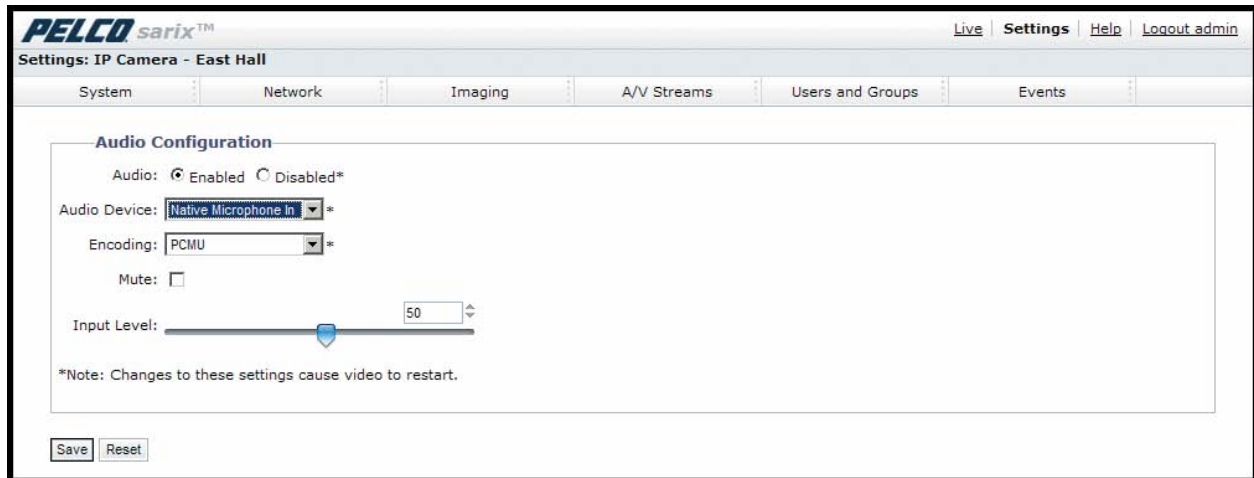 PELCO sarix™
Live | Settings | Help | Logout admin
Settings: IP Camera - East Hall
System Network Imaging A/V Streams Users and Groups Events
Audio Configuration
Audio: Enabled Disabled*
Audio Device: Native Microphone In *
Encoding: PCMU *
Mute:
50
Input Level:
*Note: Changes to these settings cause video to restart.
Save Reset